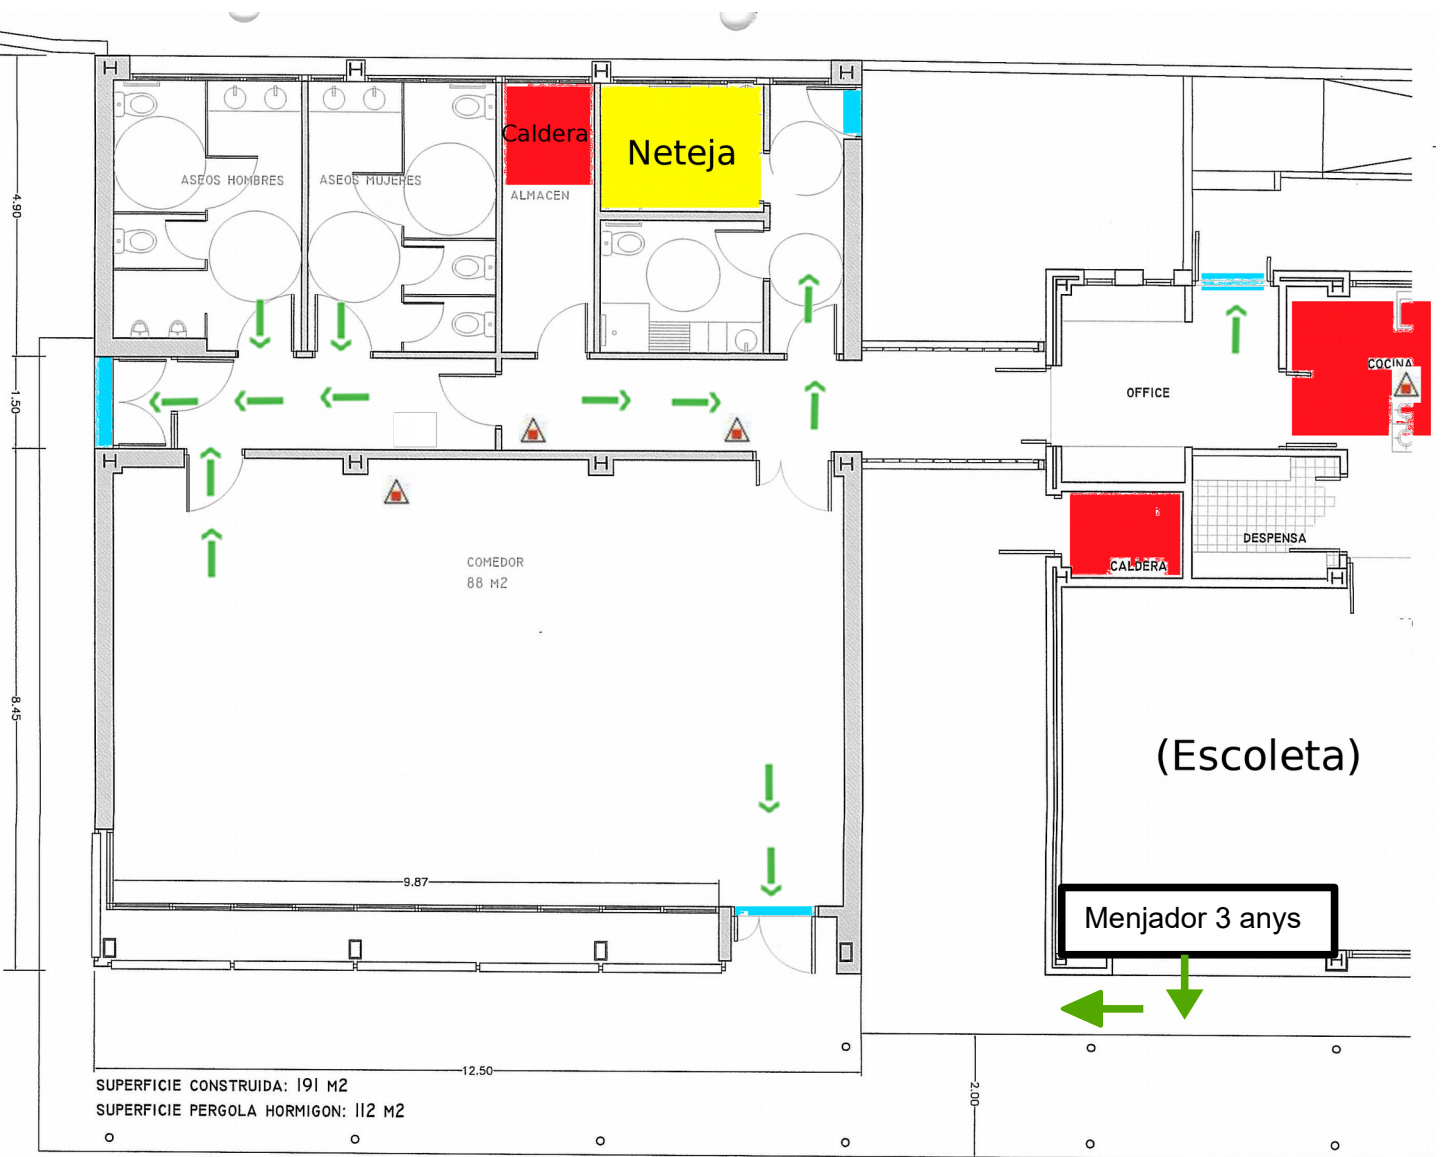 Caldera
Neteja
ASEOS HOMBRES
ASEOS MUJERES
ALMACEN
4.90
1.50
8.45
OFFICE
COCINA
COMEDOR
88 M2
DESPENSA
CALDERA
(Escoleta)
9.87
Menjador 3 anys
12.50
2.00
SUPERFICIE CONSTRUIDA: 191 M2
SUPERFICIE PERGOLA HORMIGON: 112 M2
H
H
H
H
H
H
H
H
H
H
H
H
H